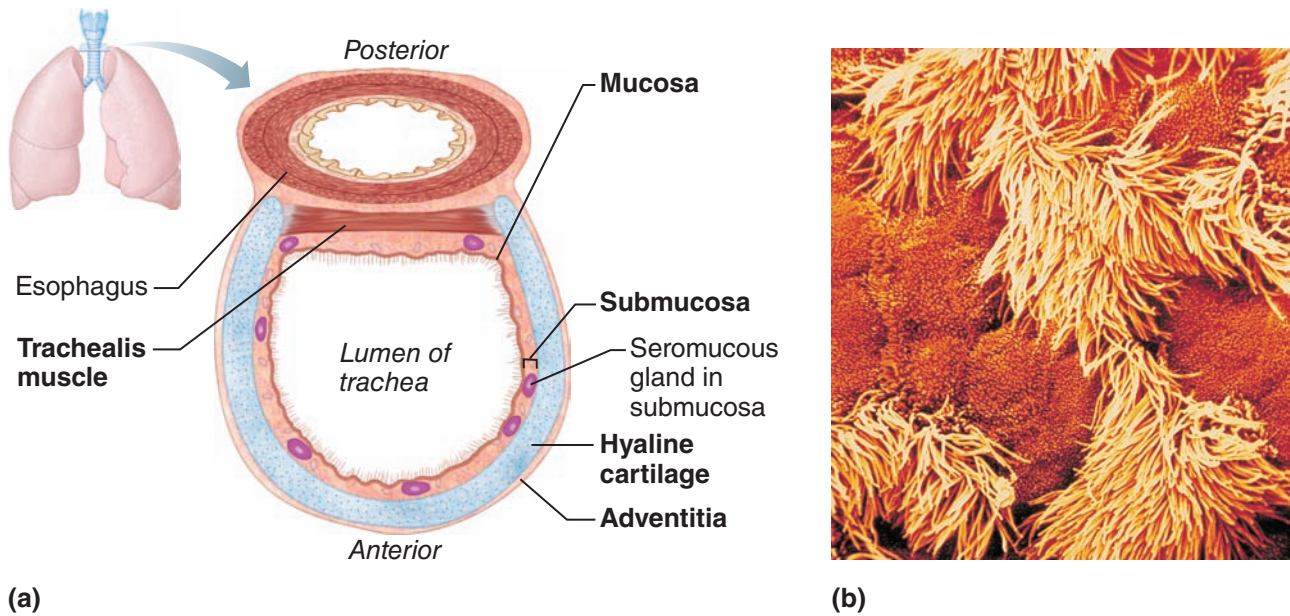 Posterior
Mucosa
Esophagus
Trachealis
muscle
Lumen of
trachea
Submucosa
Seromucous
gland in
submucosa
Hyaline
cartilage
Adventitia
Anterior
(a)
(b)